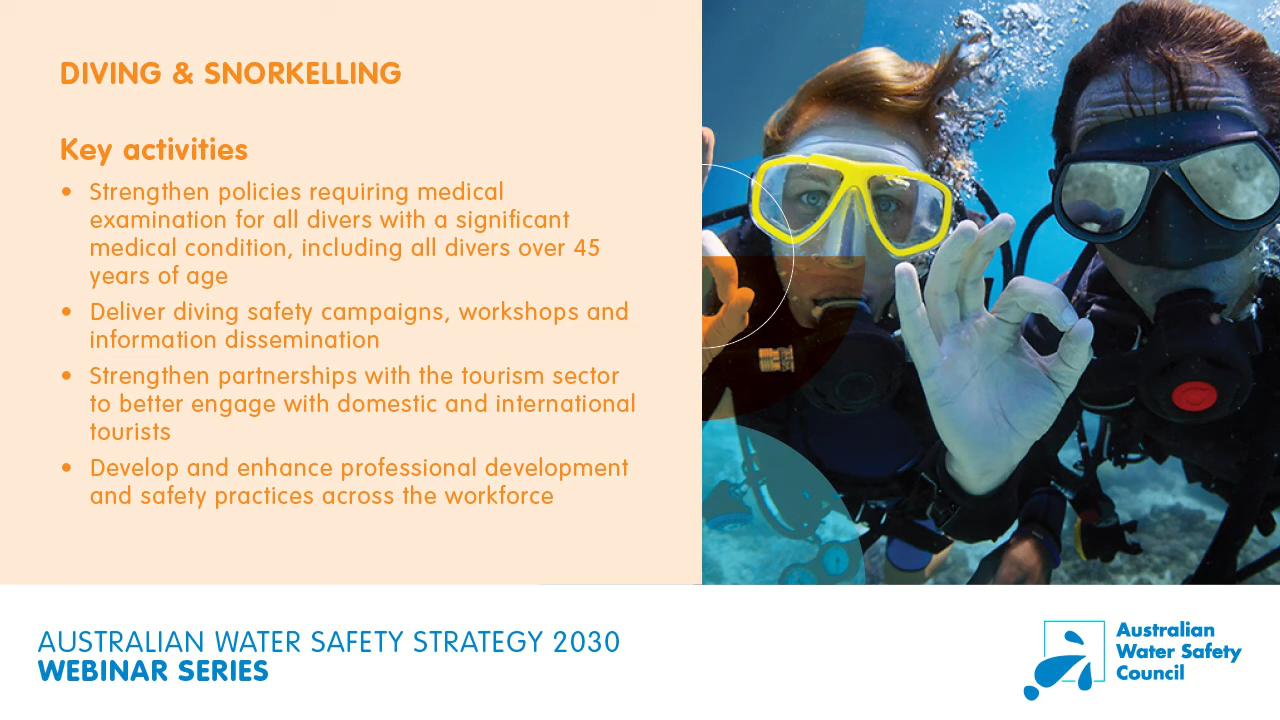 DIVING & SNORKELLING
Key activities
• Strengthen policies requiring medical
examination for all divers with a significant
medical condition, including all divers over 45
years of age
• Deliver diving safety campaigns, workshops and
information dissemination
• Strengthen partnerships with the tourism sector
to better engage with domestic and international
tourists
• Develop and enhance professional development
and safety practices across the workforce
AUSTRALIAN WATER SAFETY STRATEGY 2030
WEBINAR SERIES
Australian
Water Safety
Council